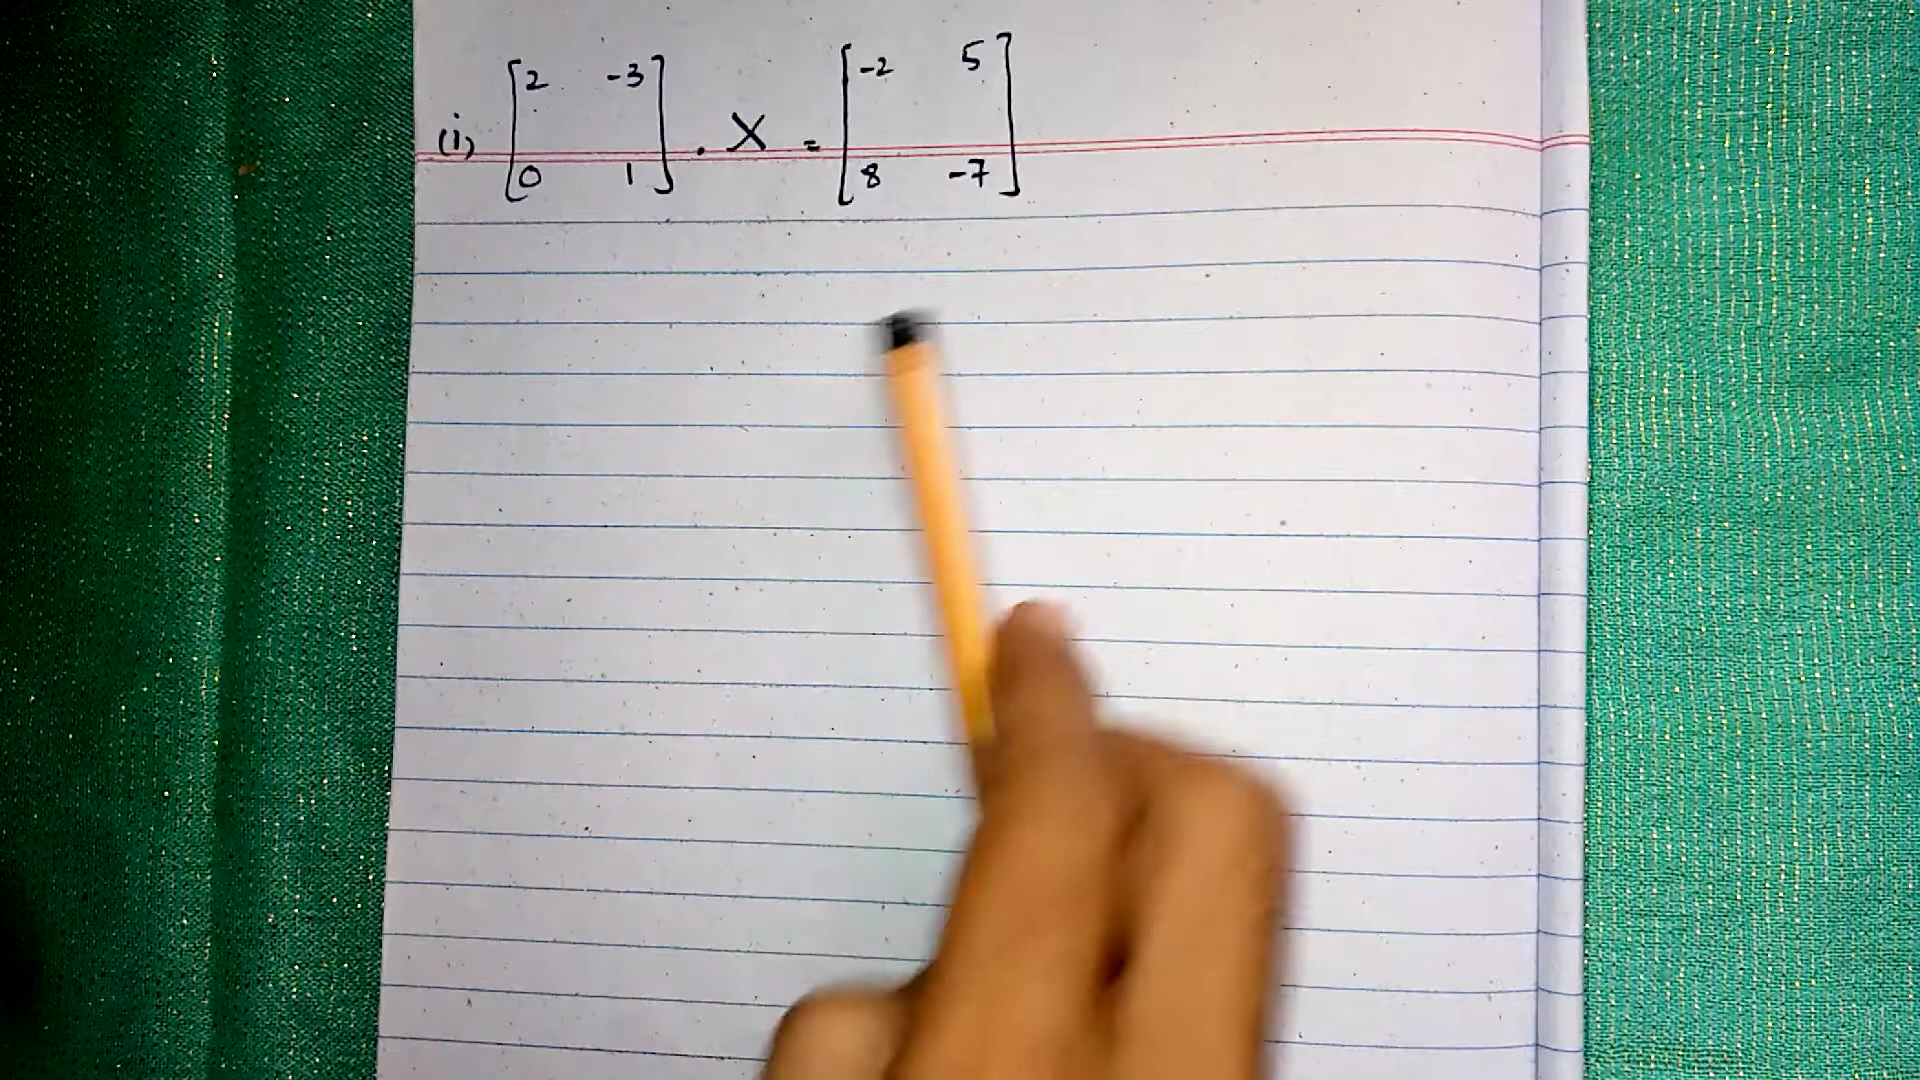 (i) [2 -3
0 1] . X = [-2 5
8 -7]